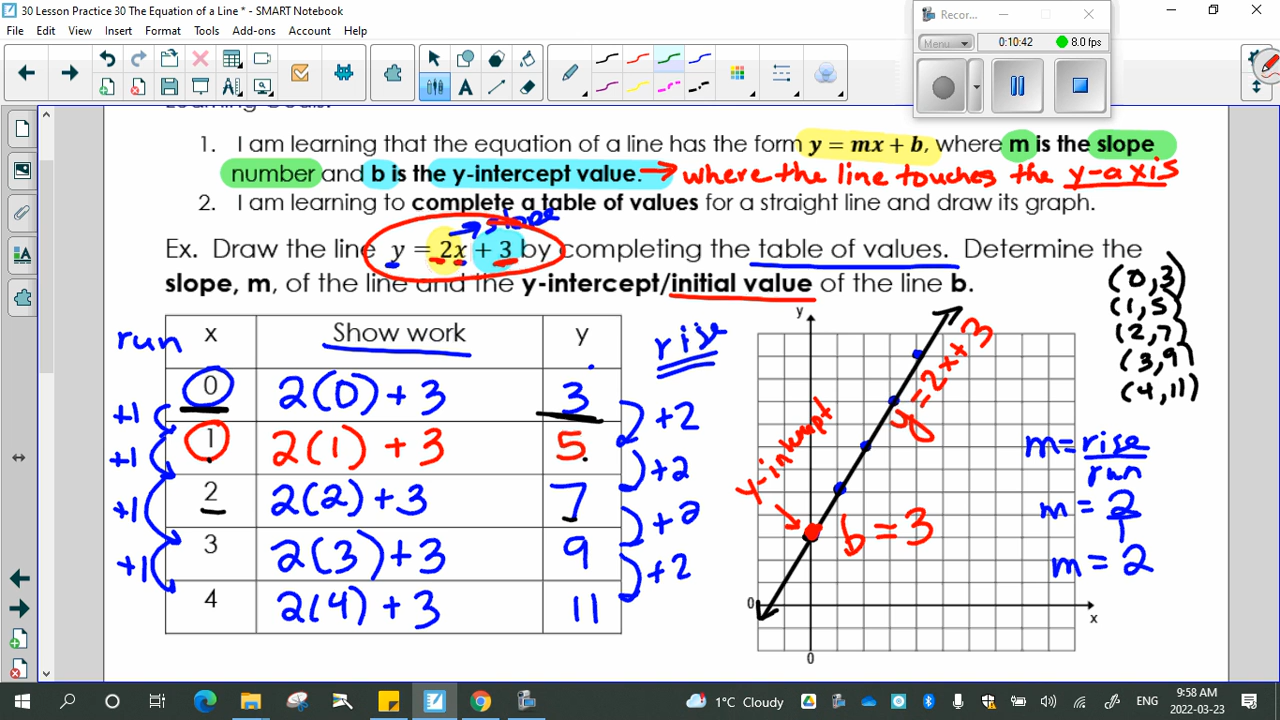 30 Lesson Practice 30 The Equation of a Line * - SMART Notebook
File Edit View Insert Format Tools Add-ons Account Help
Recor...
Menu 0:10:42 8.0 fps
Learning Goals:
1. I am learning that the equation of a line has the form y = mx + b, where m is the slope
number and b is the y-intercept value. → where the line touches the y-axis
2. I am learning to complete a table of values for a straight line and draw its graph.
→ slope
Ex. Draw the line y = 2x + 3 by completing the table of values. Determine the
slope, m, of the line and the y-intercept/initial value of the line b.
run x Show work y rise
0 2(0) + 3 3
+1 +2
1 2(1) + 3 5
+1 +2
2 2(2) + 3 7
+1 +2
3 2(3) + 3 9
+1 +2
4 2(4) + 3 11
y
y = 2x + 3
y-intercept
b = 3
0
x
0
(0,3)
(1,5)
(2,7)
(3,9)
(4,11)
m = rise
run
m = 2
1
m = 2
1°C Cloudy
ENG
9:58 AM
2022-03-23